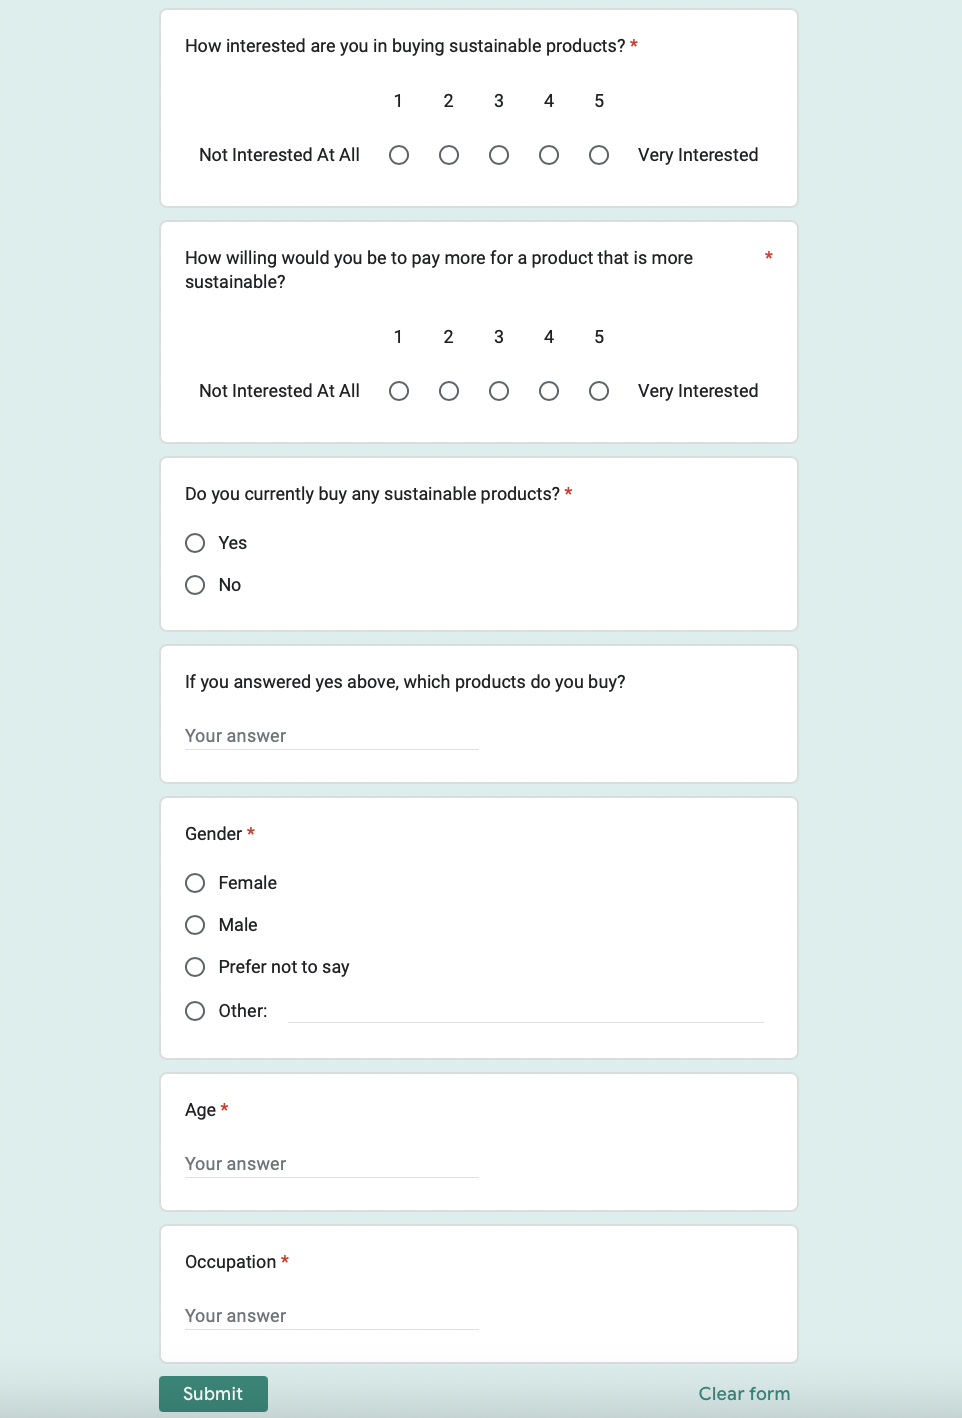 How interested are you in buying sustainable products? *
1 2 3 4 5
Not Interested At All Very Interested
How willing would you be to pay more for a product that is more *
sustainable?
1 2 3 4 5
Not Interested At All Very Interested
Do you currently buy any sustainable products? *
Yes
No
If you answered yes above, which products do you buy?
Your answer
Gender *
Female
Male
Prefer not to say
Other:
Age *
Your answer
Occupation *
Your answer
Submit Clear form